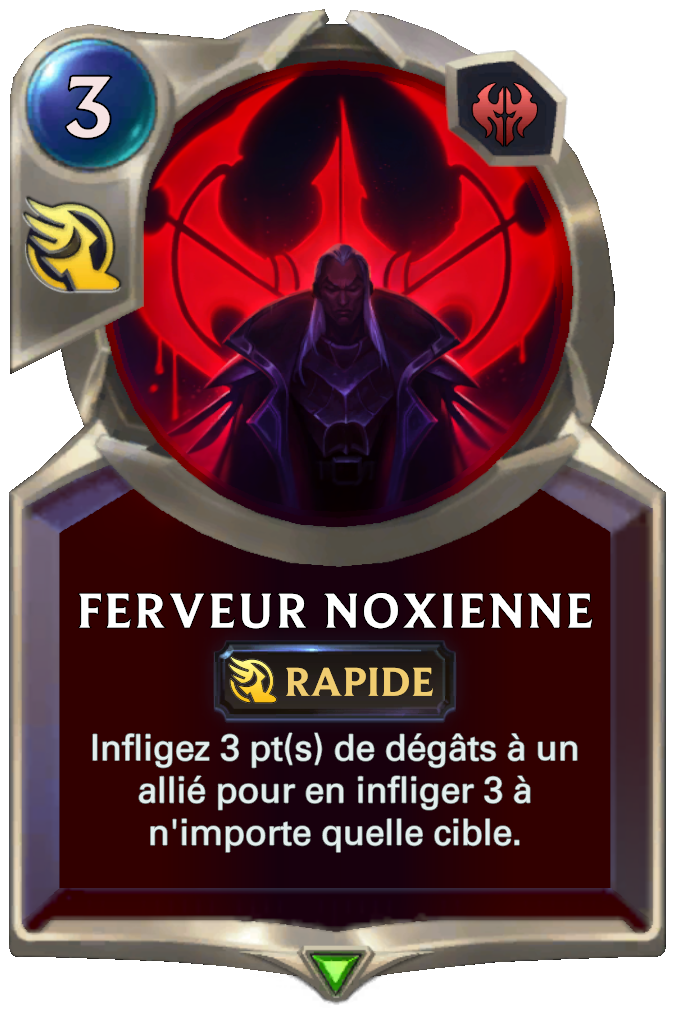 3
FERVEUR NOXIENNE
RAPIDE
Infligez 3 pt(s) de dégâts à un
allié pour en infliger 3 à
n'importe quelle cible.